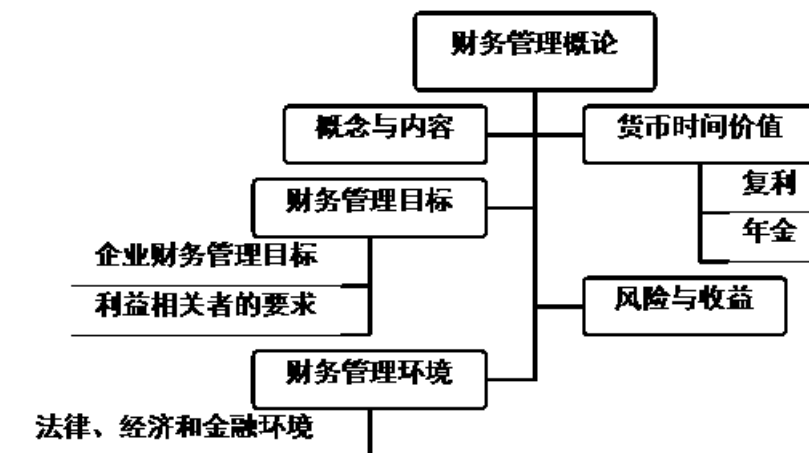 财务管理概论
概念与内容
货币时间价值
复利
财务管理目标
年金
企业财务管理目标
利益相关者的要求
风险与收益
财务管理环境
法律、经济和金融环境